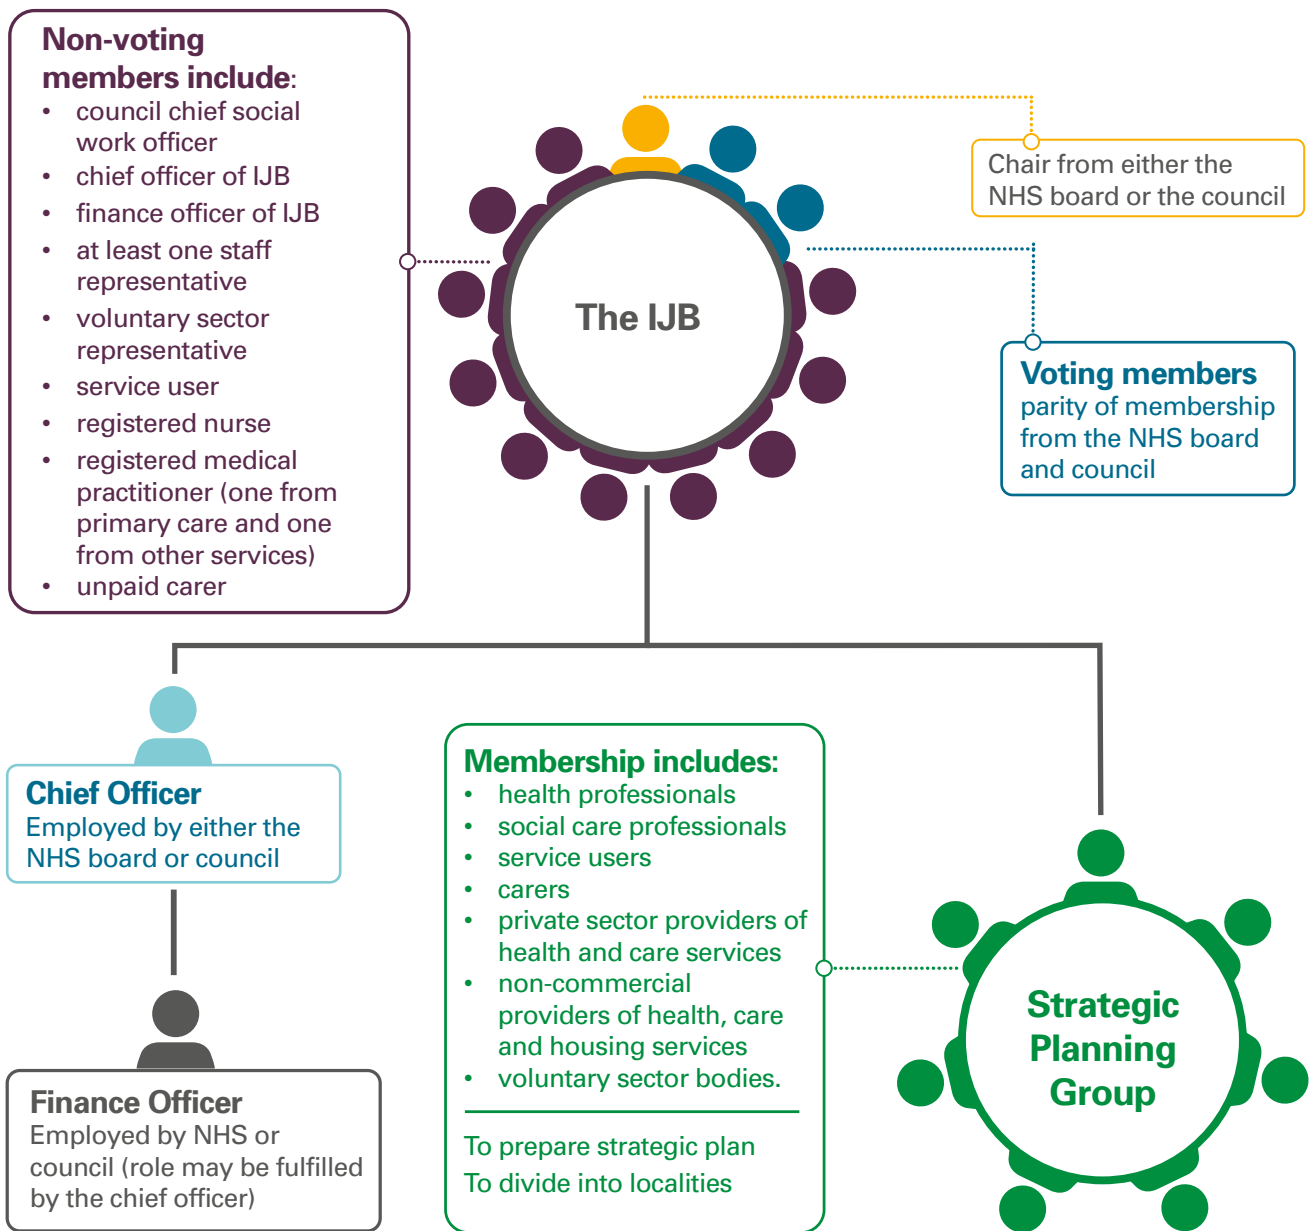 Non-voting
members include:
• council chief social
work officer
• chief officer of IJB
• finance officer of IJB
• at least one staff
representative
• voluntary sector
representative
• service user
• registered nurse
• registered medical
practitioner (one from
primary care and one
from other services)
• unpaid carer
The IJB
Chair from either the
NHS board or the council
Voting members
parity of membership
from the NHS board
and council
Chief Officer
Employed by either the
NHS board or council
Finance Officer
Employed by NHS or
council (role may be fulfilled
by the chief officer)
Membership includes:
• health professionals
• social care professionals
• service users
• carers
• private sector providers of
health and care services
• non-commercial
providers of health, care
and housing services
• voluntary sector bodies.
To prepare strategic plan
To divide into localities
Strategic
Planning
Group